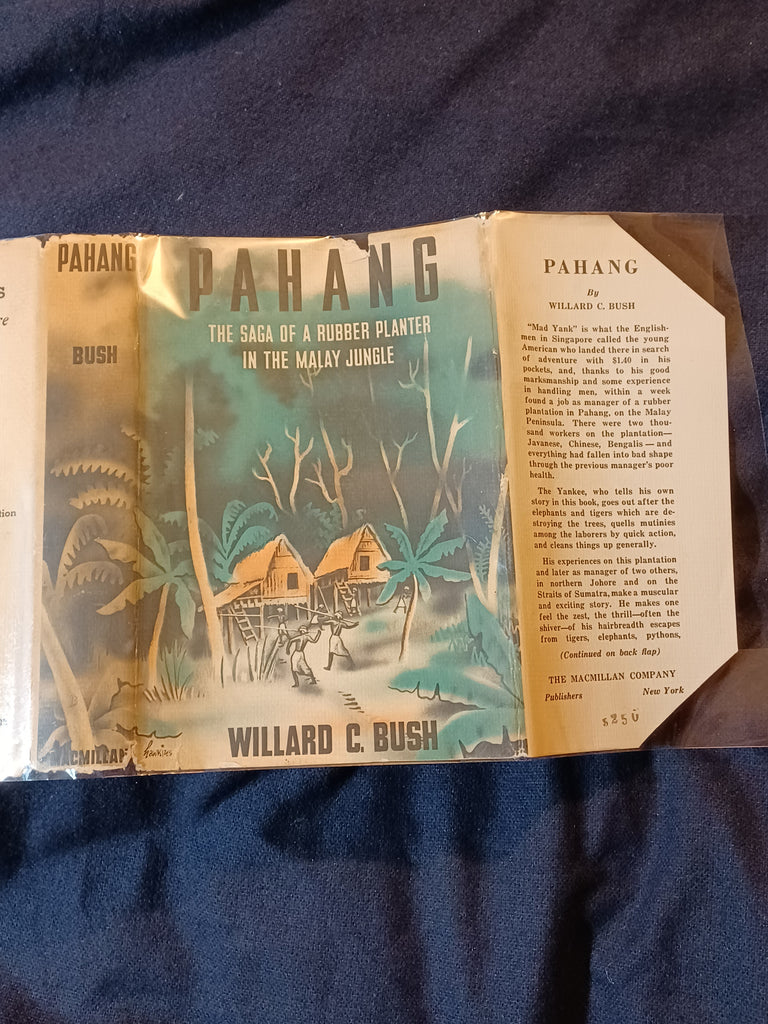 S
re
tion
PAHANG
BUSH
MACMILLAN
PAHANG
THE SAGA OF A RUBBER PLANTER
IN THE MALAY JUNGLE
Hawkins
WILLARD C. BUSH
PAHANG
By
WILLARD C. BUSH
"Mad Yank" is what the English-
men in Singapore called the young
American who landed there in search
of adventure with $1.40 in his
pockets, and, thanks to his good
marksmanship and some experience
in handling men, within a week
found a job as manager of a rubber
plantation in Pahang, on the Malay
Peninsula. There were two thou-
sand workers on the plantation—
Javanese, Chinese, Bengalis — and
everything had fallen into bad shape
through the previous manager's poor
health.
The Yankee, who tells his own
story in this book, goes out after the
elephants and tigers which are de-
stroying the trees, quells mutinies
among the laborers by quick action,
and cleans things up generally.
His experiences on this plantation
and later as manager of two others,
in northern Johore and on the
Straits of Sumatra, make a muscular
and exciting story. He makes one
feel the zest, the thrill—often the
shiver—of his hairbreadth escapes
from tigers, elephants, pythons,
(Continued on back flap)
THE MACMILLAN COMPANY
Publishers New York